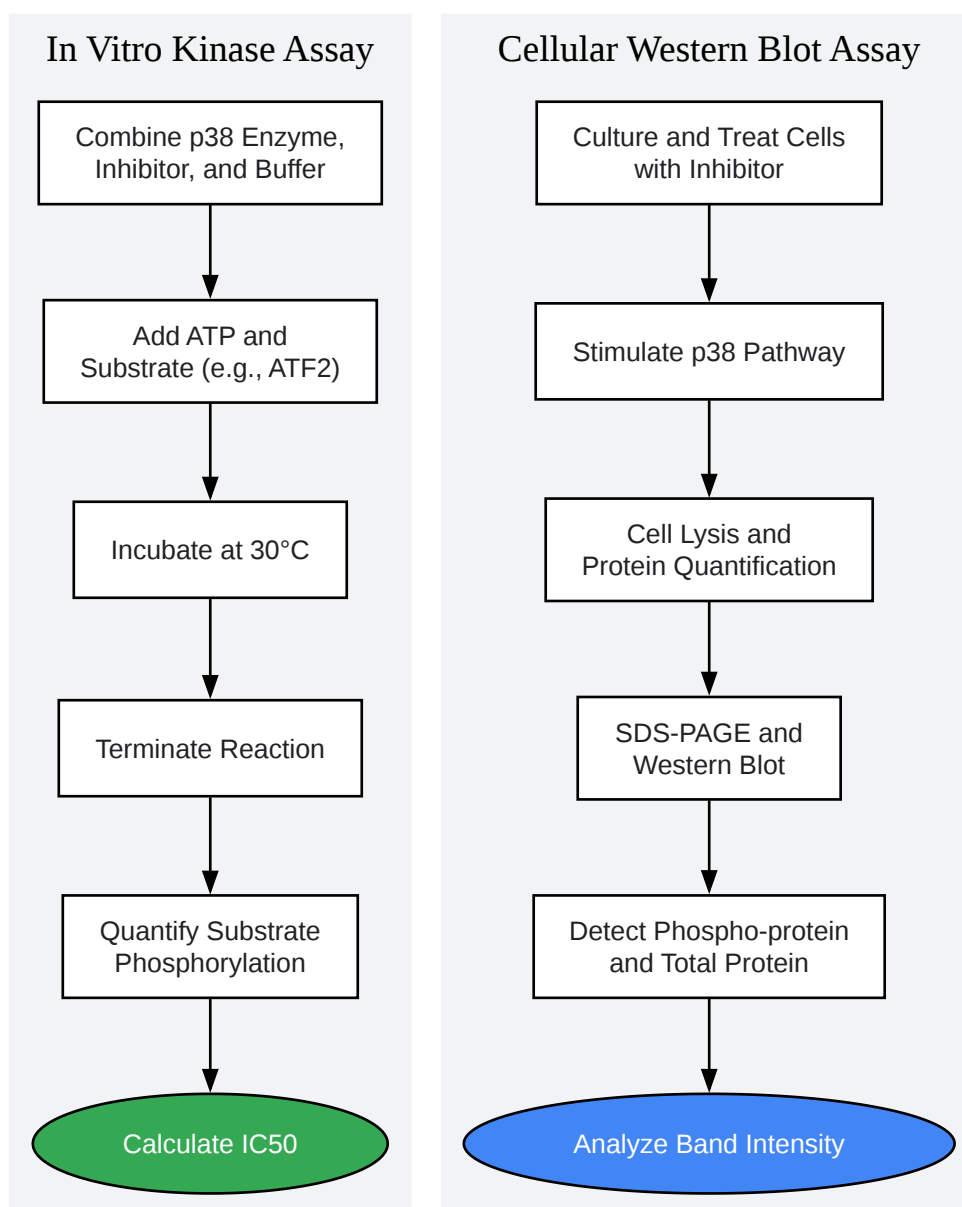 In Vitro Kinase Assay
Combine p38 Enzyme,
Inhibitor, and Buffer
Add ATP and
Substrate (e.g., ATF2)
Incubate at 30°C
Terminate Reaction
Quantify Substrate
Phosphorylation
Calculate IC50
Cellular Western Blot Assay
Culture and Treat Cells
with Inhibitor
Stimulate p38 Pathway
Cell Lysis and
Protein Quantification
SDS-PAGE and
Western Blot
Detect Phospho-protein
and Total Protein
Analyze Band Intensity